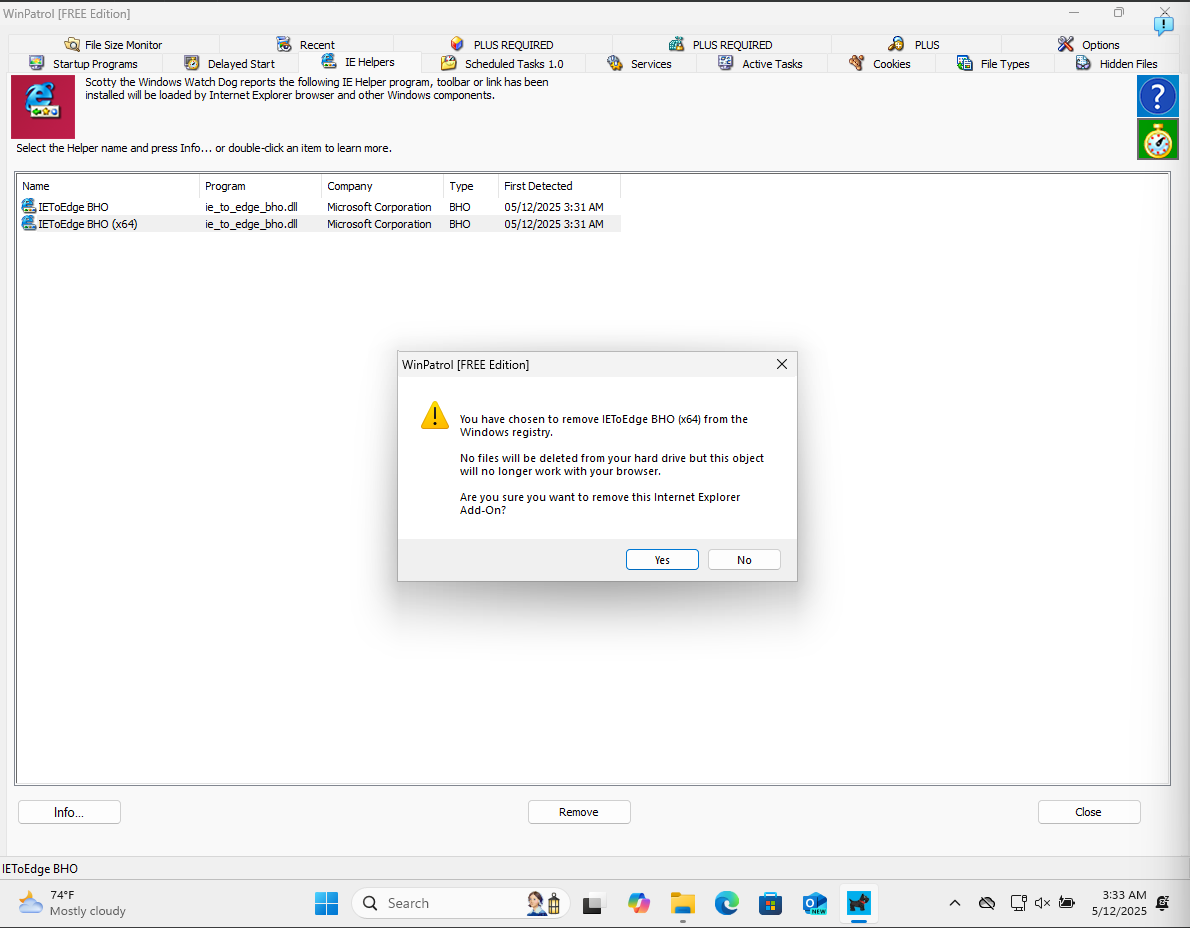 WinPatrol [FREE Edition]
File Size Monitor
Recent
PLUS REQUIRED
PLUS REQUIRED
PLUS
Options
Startup Programs
Delayed Start
IE Helpers
Scheduled Tasks 1.0
Services
Active Tasks
Cookies
File Types
Hidden Files
Scotty the Windows Watch Dog reports the following IE Helper program, toolbar or link has been
installed will be loaded by Internet Explorer browser and other Windows components.
Select the Helper name and press Info... or double-click an item to learn more.
Name Program Company Type First Detected
IEToEdge BHO ie_to_edge_bho.dll Microsoft Corporation BHO 05/12/2025 3:31 AM
IEToEdge BHO (x64) ie_to_edge_bho.dll Microsoft Corporation BHO 05/12/2025 3:31 AM
WinPatrol [FREE Edition]
You have chosen to remove IEToEdge BHO (x64) from the
Windows registry.
No files will be deleted from your hard drive but this object
will no longer work with your browser.
Are you sure you want to remove this Internet Explorer
Add-On?
Yes
No
Info...
Remove
Close
IEToEdge BHO
74°F
Mostly cloudy
Search
NEW
3:33 AM
5/12/2025